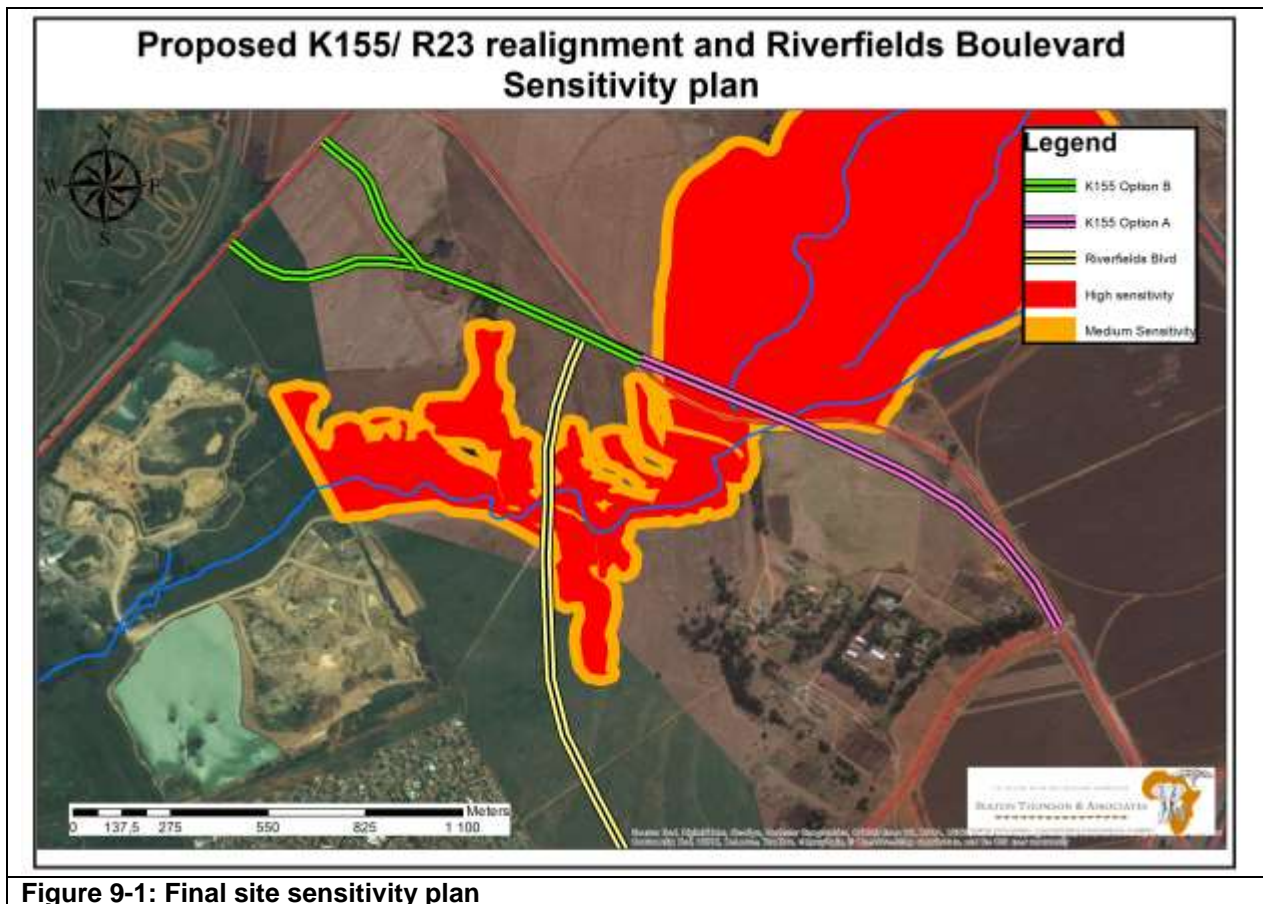 Proposed K155/ R23 realignment and Riverfields Boulevard
Sensitivity plan
N
W E
S
Legend
K155 Option B
K155 Option A
Riverfields Blvd
High sensitivity
Medium Sensitivity
Meters
0 137,5 275 550 825 1 100
& ASSOCIATES
Figure 9-1: Final site sensitivity plan